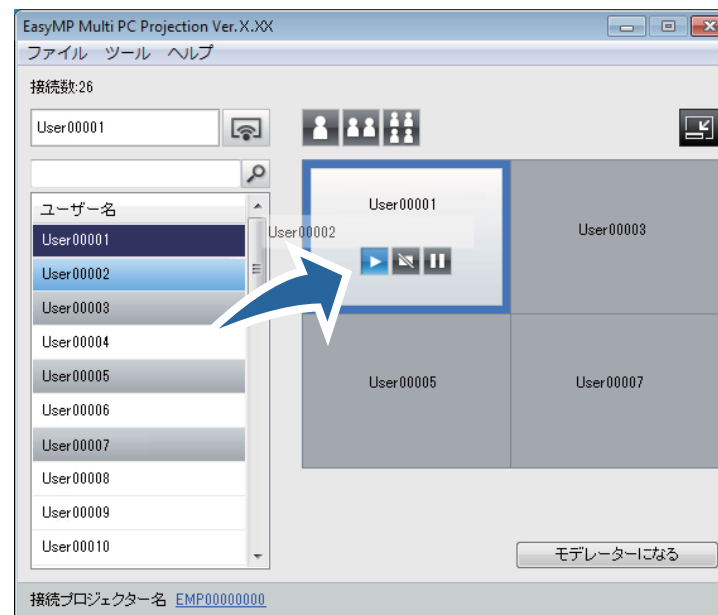 EasyMP Multi PC Projection Ver.X.XX
ファイル ツール ヘルプ
接続数:26
User00001
ユーザー名
User00001
User00002
User00003
User00004
User00005
User00006
User00007
User00008
User00009
User00010
User00002
User00001
User00003
User00005
User00007
モデレーターになる
接続プロジェクター名 EMP00000000